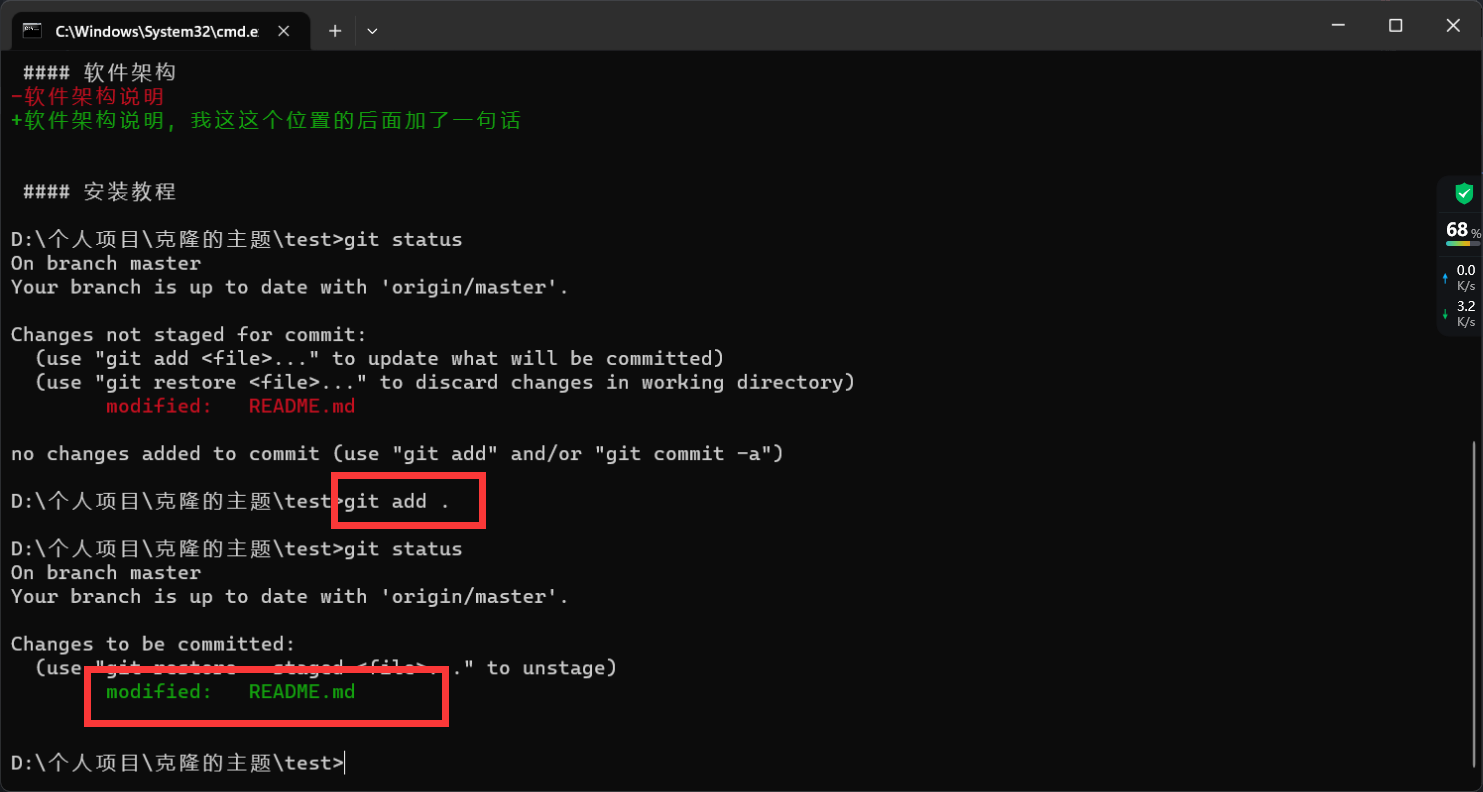 C:\Windows\System32\cmd.e
#### 软件架构
-软件架构说明
+软件架构说明，我这这个位置的后面加了一句话
#### 安装教程
D:\个人项目\克隆的主题\test>git status
On branch master
Your branch is up to date with 'origin/master'.
Changes not staged for commit:
(use "git add <file>..." to update what will be committed)
(use "git restore <file>..." to discard changes in working directory)
modified:   README.md
no changes added to commit (use "git add" and/or "git commit -a")
D:\个人项目\克隆的主题\test>git add .
D:\个人项目\克隆的主题\test>git status
On branch master
Your branch is up to date with 'origin/master'.
Changes to be committed:
(use "git restore --staged <file>..." to unstage)
modified:   README.md
D:\个人项目\克隆的主题\test>
68%
0.0
K/s
3.2
K/s